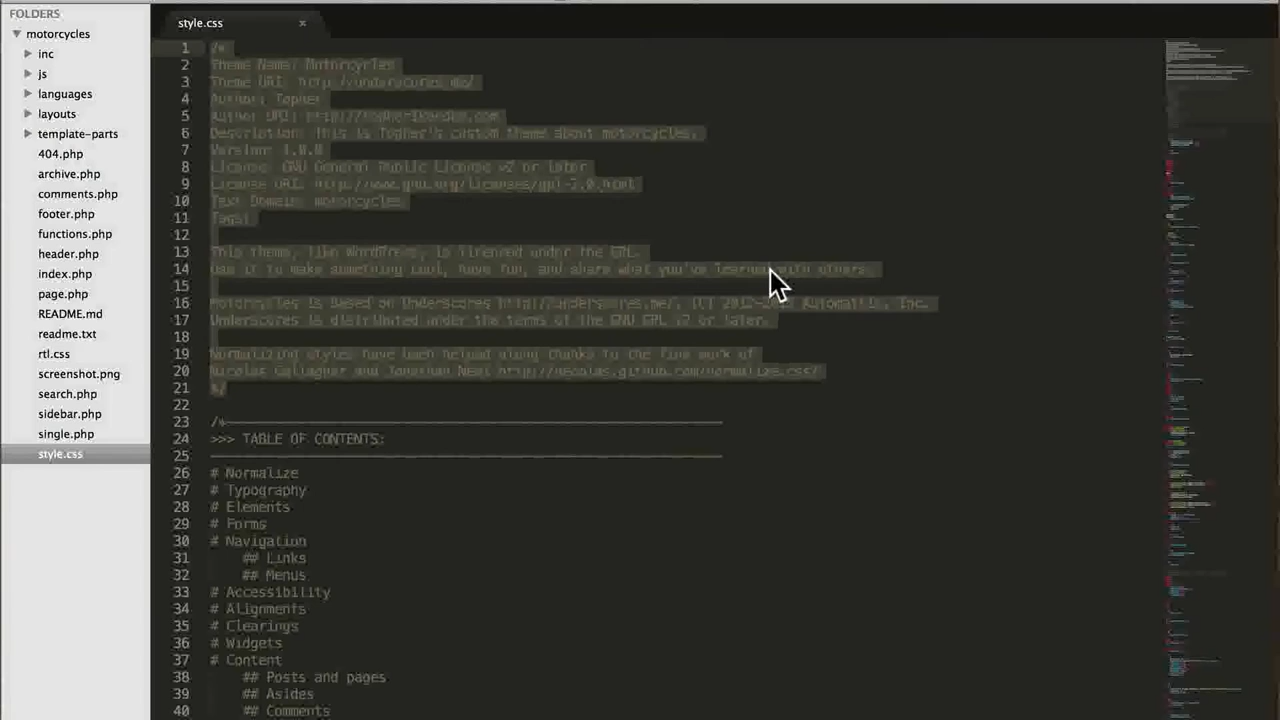 FOLDERS
motorcycles
inc
js
languages
layouts
template-parts
404.php
archive.php
comments.php
footer.php
functions.php
header.php
index.php
page.php
README.md
readme.txt
rtl.css
screenshot.png
search.php
sidebar.php
single.php
style.css
style.css ×
1 /*
2 Theme Name: Motorcycles
3 Theme URI: http://underscores.me/
4 Author: Topher
5 Author URI: http://topher1kenobe.com
6 Description: This is Topher's custom theme about motorcycles.
7 Version: 1.0.0
8 License: GNU General Public License v2 or later
9 License URI: http://www.gnu.org/licenses/gpl-2.0.html
10 Text Domain: motorcycles
11 Tags:
12
13 This theme, like WordPress, is licensed under the GPL.
14 Use it to make something cool, have fun, and share what you've learned with others.
15
16 Motorcycles is based on Underscores http://underscores.me/, (C) Automattic, Inc.
17 Underscores is distributed under the terms of the GNU GPL v2 or later.
18
19 Normalizing styles have been helped along thanks to the fine work of
20 Nicolas Gallagher and Jonathan Neal http://necolas.github.com/normalize.css/
21 */
22
23 /*--------------------------------------------------------------
24 >>> TABLE OF CONTENTS:
25 ----------------------------------------------------------------
26 # Normalize
27 # Typography
28 # Elements
29 # Forms
30 # Navigation
31 ## Links
32 ## Menus
33 # Accessibility
34 # Alignments
35 # Clearings
36 # Widgets
37 # Content
38 ## Posts and pages
39 ## Asides
40 ## Comments